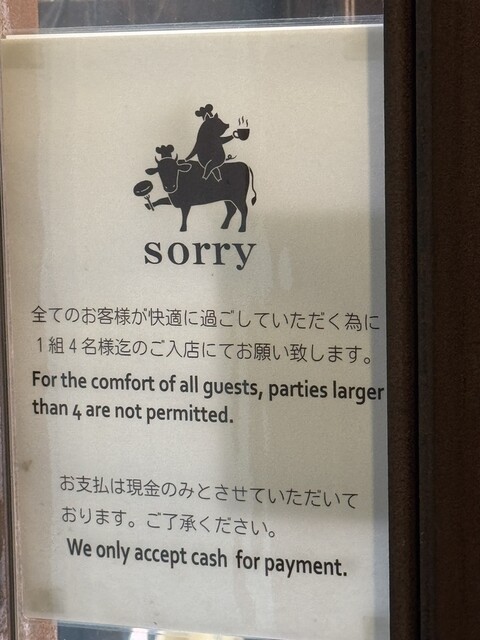 sorry
全てのお客様が快適に過ごしていただく為に
1組4名様迄のご入店にてお願い致します。
For the comfort of all guests, parties larger
than 4 are not permitted.
お支払は現金のみとさせていただいて
おります。ご了承ください。
We only accept cash for payment.